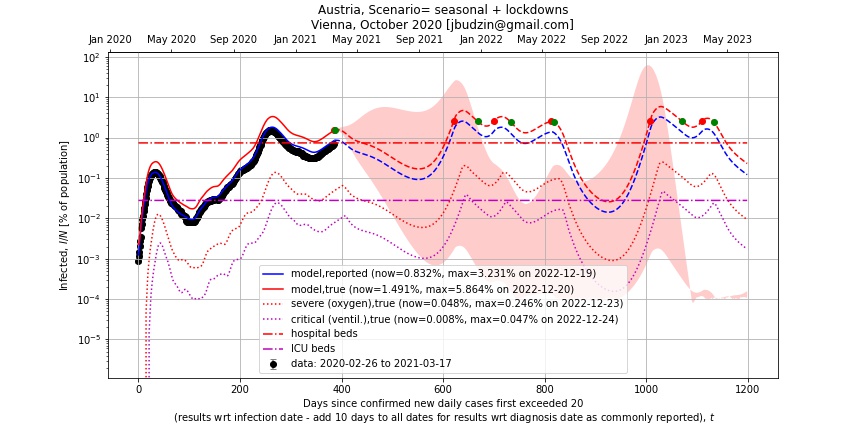 Austria, Scenario= seasonal + lockdowns
Vienna, October 2020 [jbudzin@gmail.com]
Jan 2020 May 2020 Sep 2020 Jan 2021 May 2021 Sep 2021 Jan 2022 May 2022 Sep 2022 Jan 2023 May 2023
10²
10¹
10⁰
10⁻¹
10⁻²
10⁻³
10⁻⁴
10⁻⁵
Infected, I/N [% of population]
model,reported (now=0.832%, max=3.231% on 2022-12-19)
model,true (now=1.491%, max=5.864% on 2022-12-20)
severe (oxygen),true (now=0.048%, max=0.246% on 2022-12-23)
critical (ventil.),true (now=0.008%, max=0.047% on 2022-12-24)
hospital beds
ICU beds
data: 2020-02-26 to 2021-03-17
0 200 400 600 800 1000 1200
Days since confirmed new daily cases first exceeded 20
(results wrt infection date - add 10 days to all dates for results wrt diagnosis date as commonly reported), t